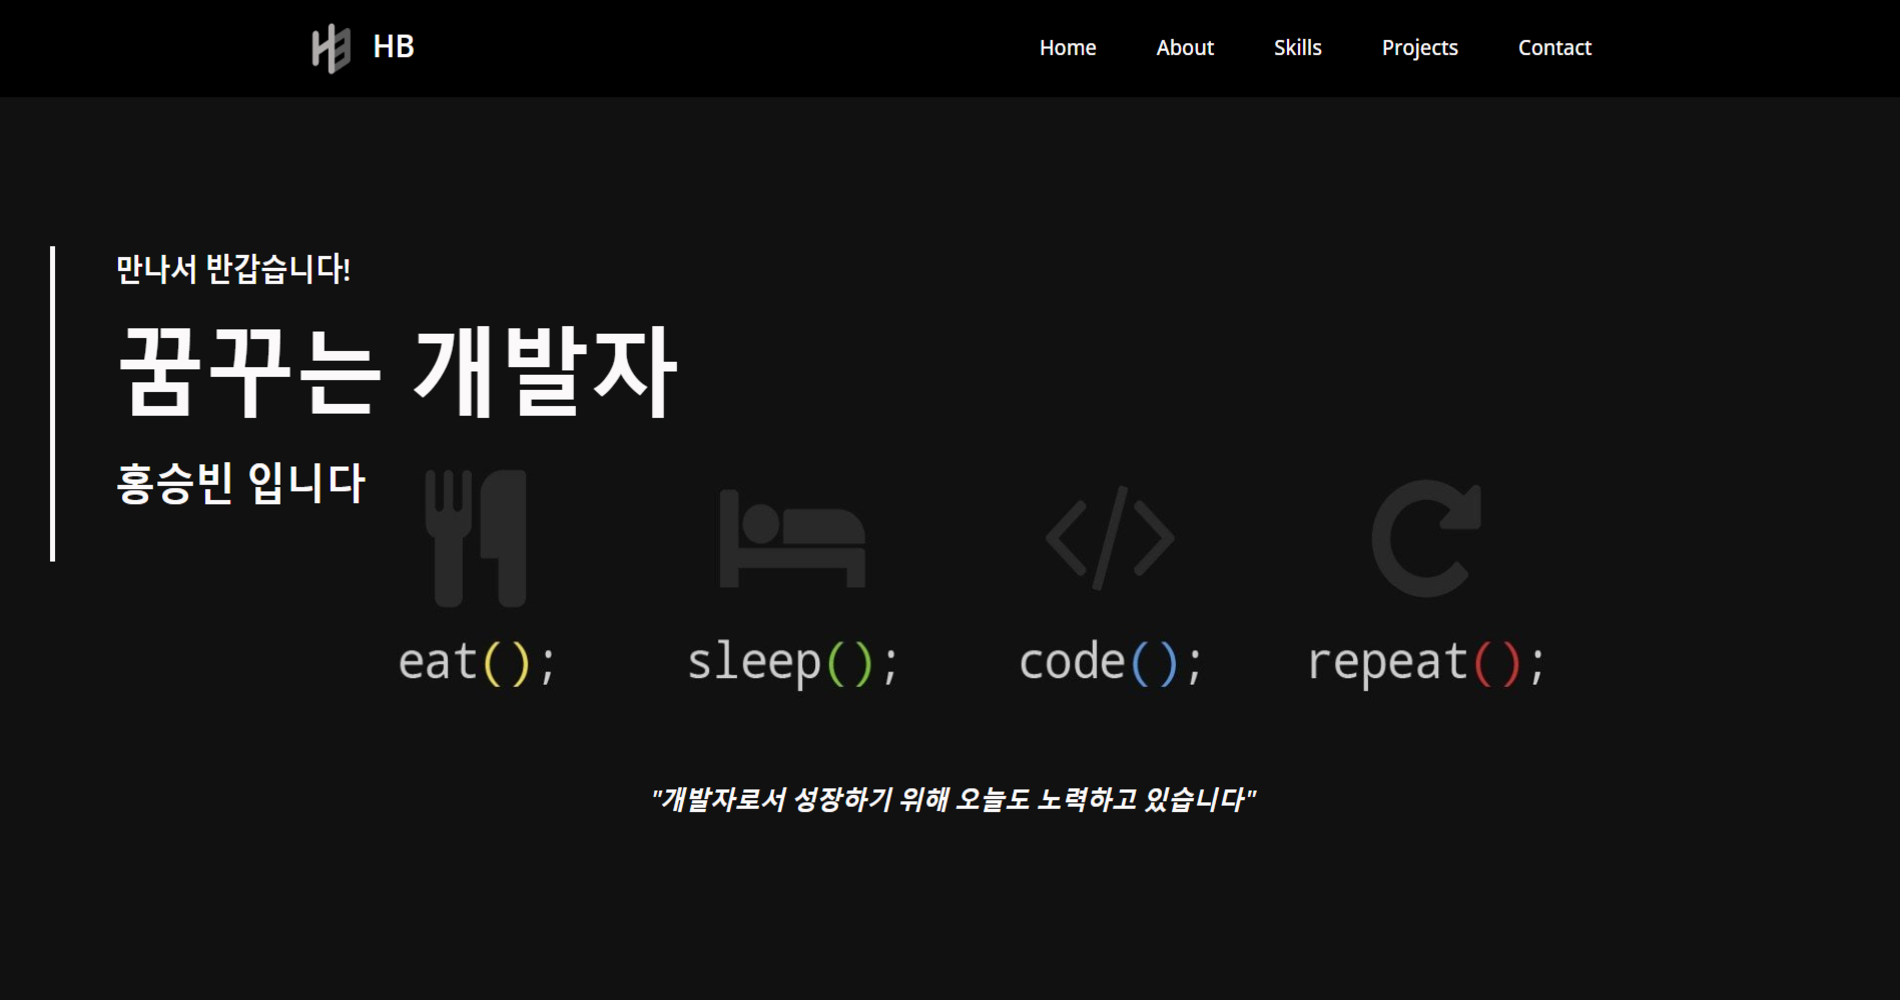 HB
Home About Skills Projects Contact
만나서 반갑습니다!
꿈꾸는 개발자
홍승빈 입니다
eat(); sleep(); code(); repeat();
"개발자로서 성장하기 위해 오늘도 노력하고 있습니다"